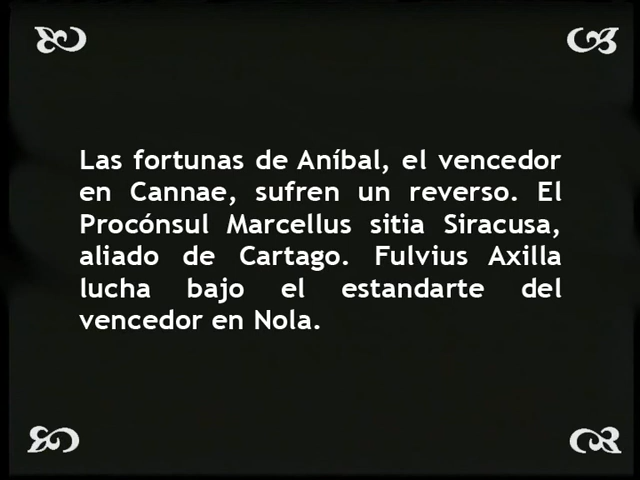 Las fortunas de Aníbal, el vencedor
en Cannae, sufren un reverso. El
Procónsul Marcellus sitia Siracusa,
aliado de Cartago. Fulvius Axilla
lucha bajo el estandarte del
vencedor en Nola.